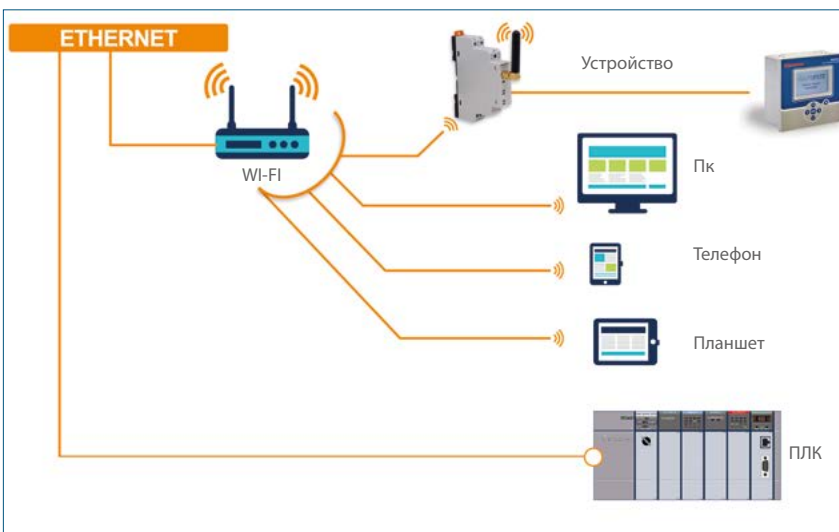 ETHERNET
WI-FI
Устройство
Пк
Телефон
Планшет
ПЛК